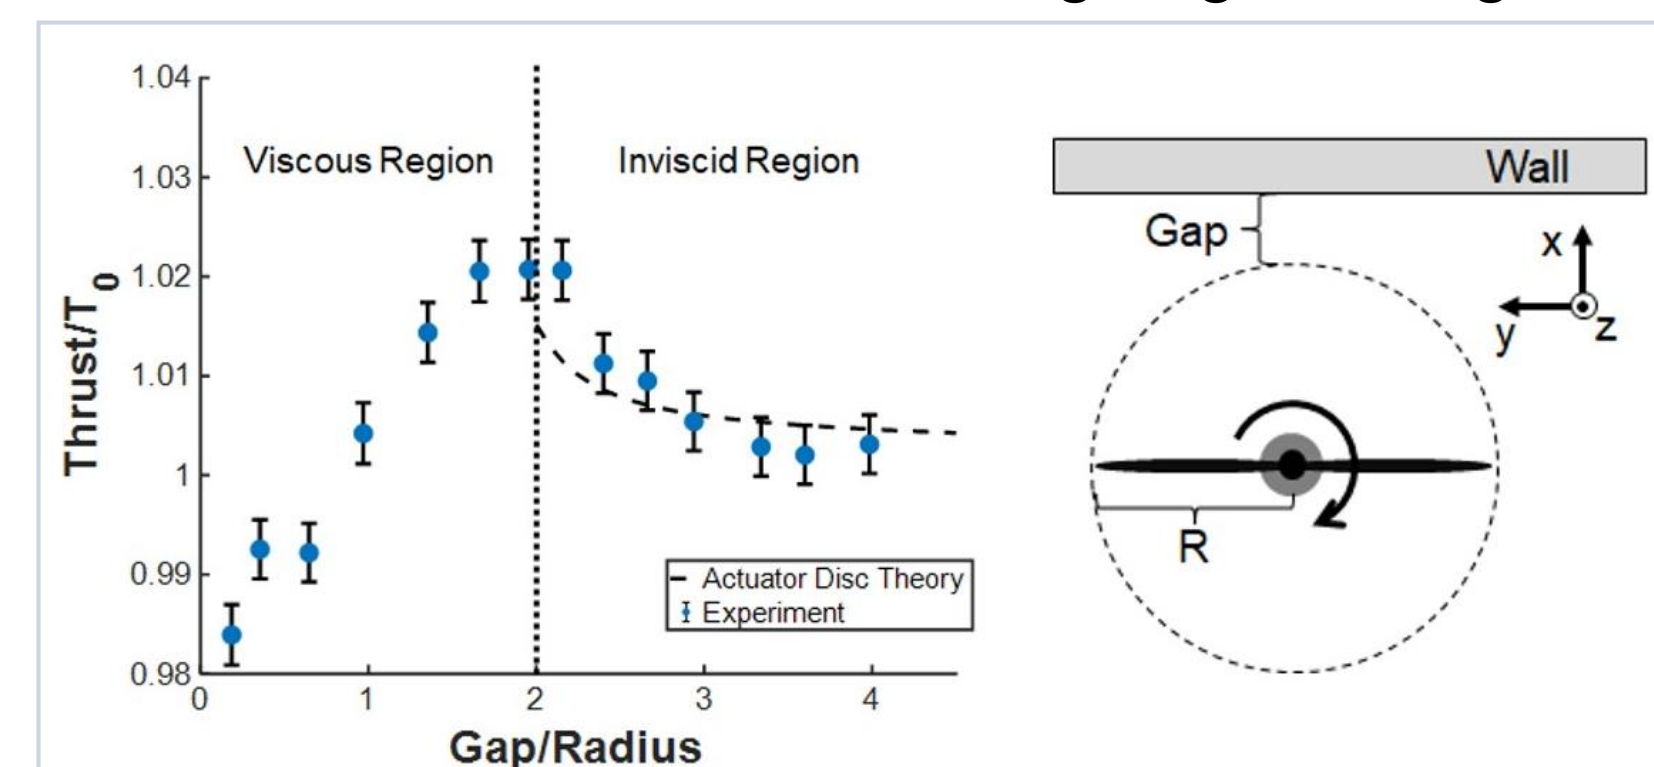 1.04
1.03
1.02
1.01
1
0.99
0.98
Thrust/T0
Viscous Region
Inviscid Region
Actuator Disc Theory
Experiment
0
1
2
3
4
Gap/Radius
Wall
Gap
x
y
z
R